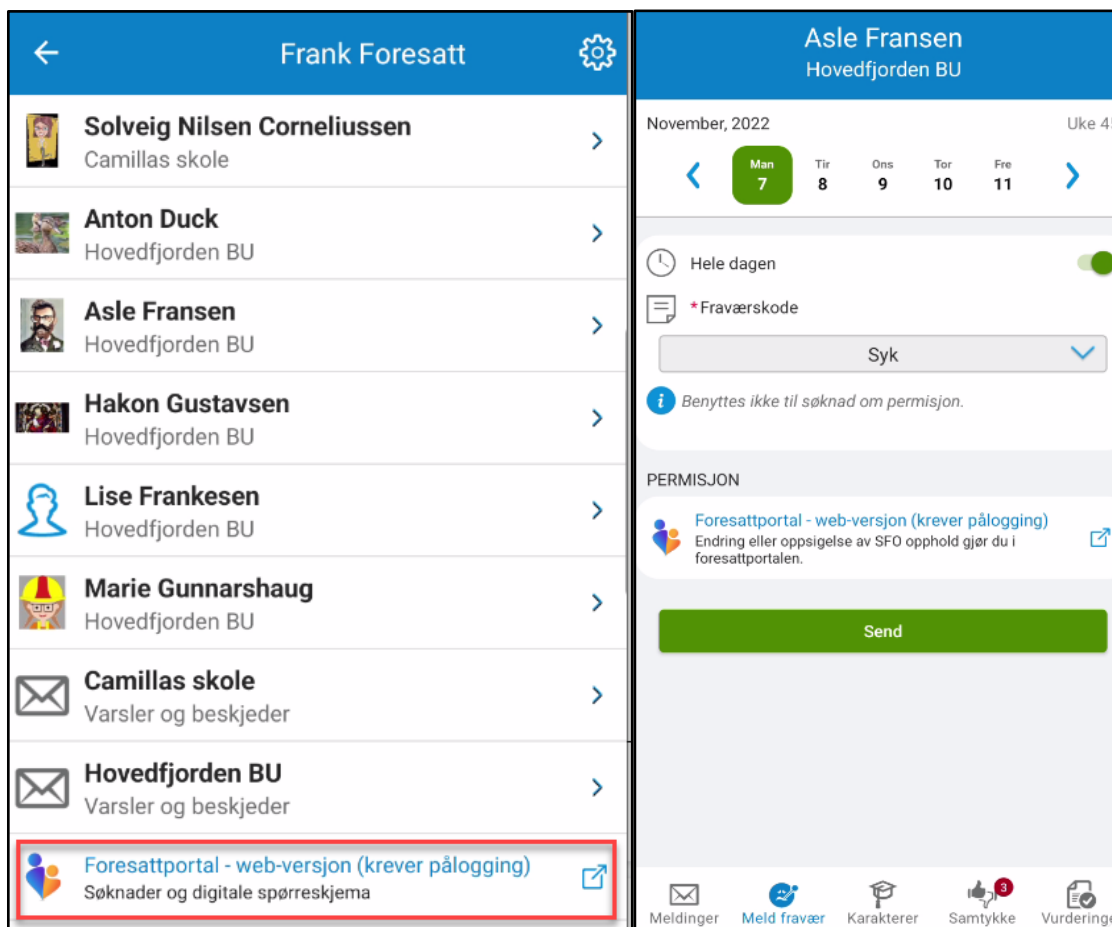 Frank Foresatt
Solveig Nilsen Corneliussen
Camillas skole
Anton Duck
Hovedfjorden BU
Asle Fransen
Hovedfjorden BU
Hakon Gustavsen
Hovedfjorden BU
Lise Frankesen
Hovedfjorden BU
Marie Gunnarshaug
Hovedfjorden BU
Camillas skole
Varsler og beskjeder
Hovedfjorden BU
Varsler og beskjeder
Foresattportal - web-versjon (krever pålogging)
Søknader og digitale spørreskjema
Asle Fransen
Hovedfjorden BU
November, 2022 Uke 45
Man Tir Ons Tor Fre
7 8 9 10 11
Hele dagen
*Fraværskode
Syk
i Benyttes ikke til søknad om permisjon.
PERMISJON
Foresattportal - web-versjon (krever pålogging)
Endring eller oppsigelse av SFO opphold gjør du i
foresattportalen.
Send
3
Meldinger Meld fravær Karakterer Samtykke Vurderinge